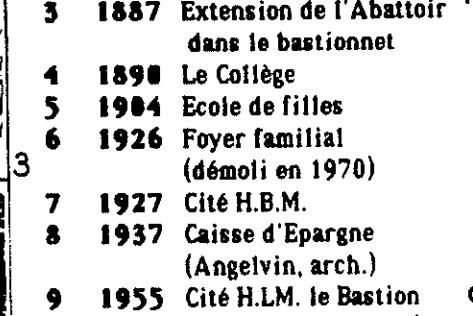 3 1887 Extension de l'Abattoir
dans le bastionnet
4 1890 Le Collège
5 1904 Ecole de filles
6 1926 Foyer familial
3
(démoli en 1970)
7 1927 Cité H.B.M.
8 1937 Caisse d'Epargne
(Angelvin, arch.)
9 1955 Cité H.LM. le Bastion